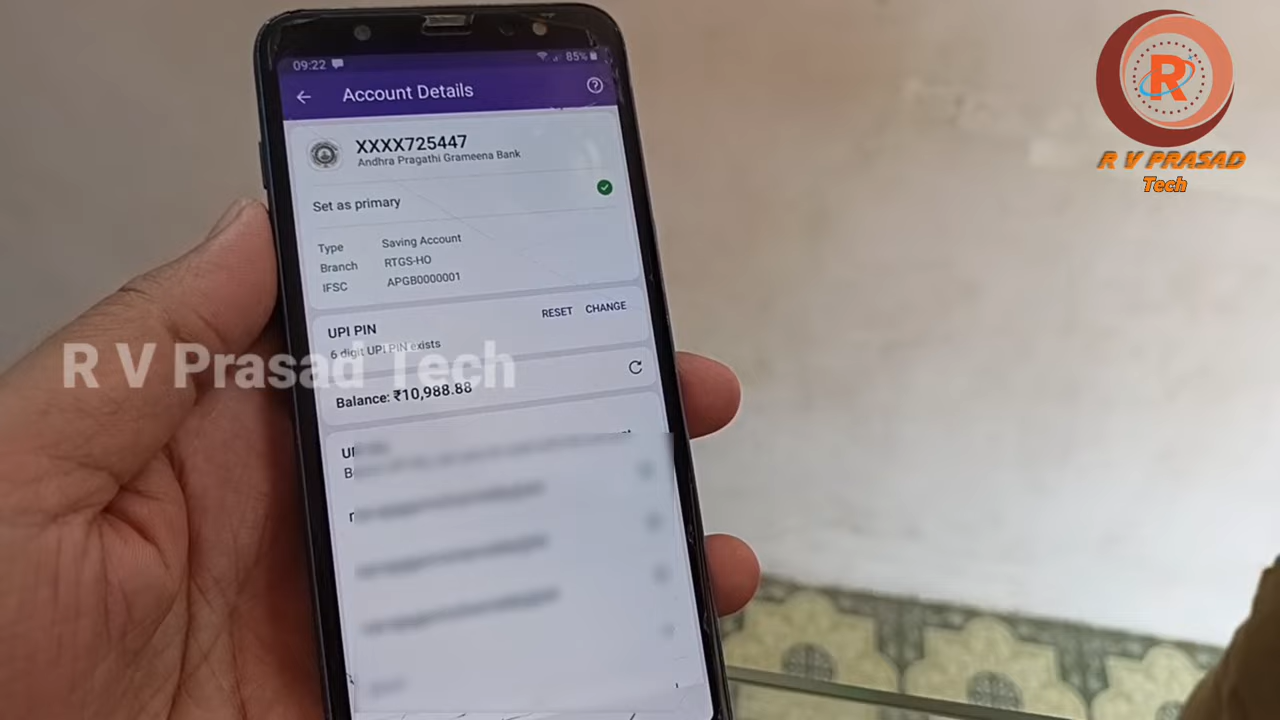 09:22
85%
Account Details
XXXX725447
Andhra Pragathi Grameena Bank
Set as primary
Type Saving Account
Branch RTGS-HO
IFSC APGB0000001
UPI PIN RESET CHANGE
6 digit UPI PIN exists
Balance: ₹10,988.88
R V Prasad Tech
R
R V PRASAD
Tech